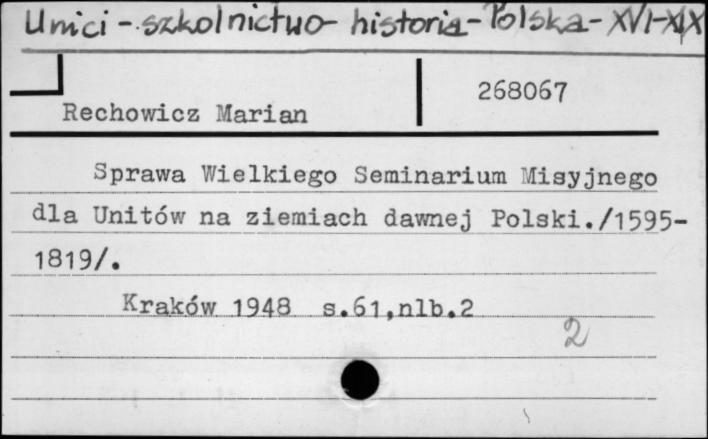 Unici - szkolnictwo - historia - Polska - XVI-XIX
268067
Rechowicz Marian
Sprawa Wielkiego Seminarium Misyjnego
dla Unitów na ziemiach dawnej Polski./1595-
1819/.
Kraków 1948 s.61,nlb.2
2